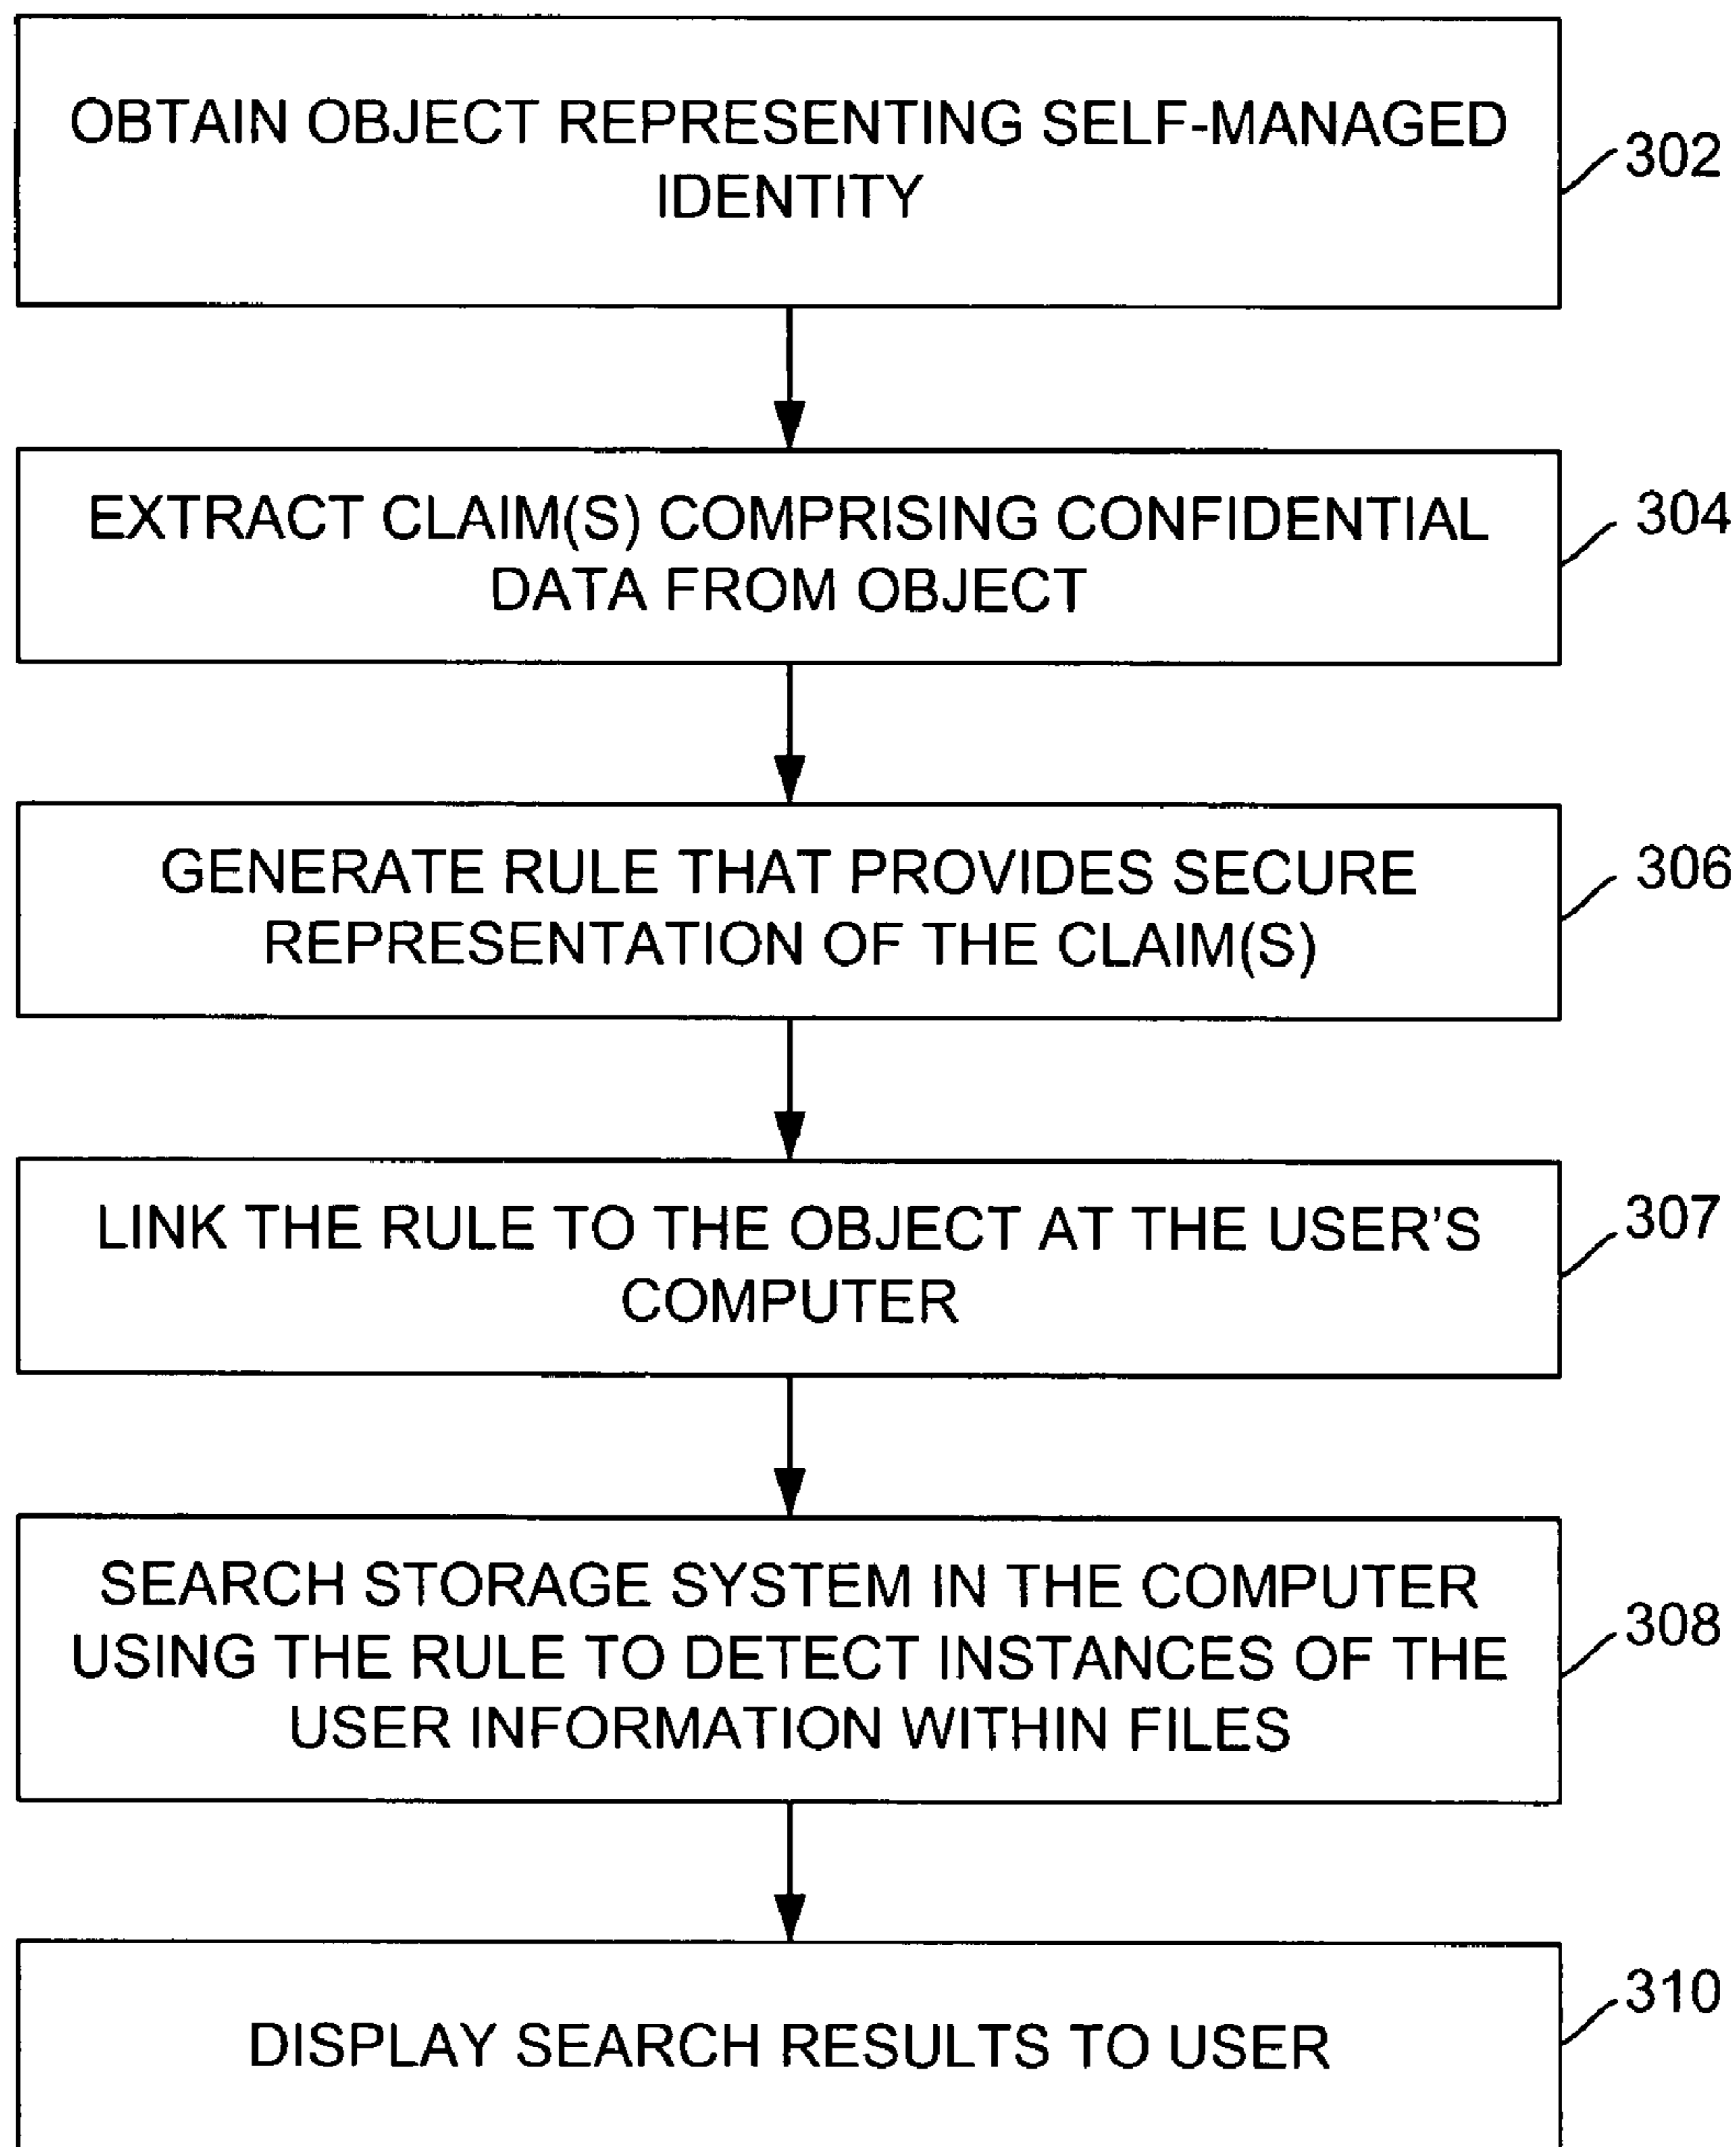 OBTAIN OBJECT REPRESENTING SELF-MANAGED
IDENTITY
302
EXTRACT CLAIM(S) COMPRISING CONFIDENTIAL
DATA FROM OBJECT
304
GENERATE RULE THAT PROVIDES SECURE
REPRESENTATION OF THE CLAIM(S)
306
LINK THE RULE TO THE OBJECT AT THE USER'S
COMPUTER
307
SEARCH STORAGE SYSTEM IN THE COMPUTER
USING THE RULE TO DETECT INSTANCES OF THE
USER INFORMATION WITHIN FILES
308
DISPLAY SEARCH RESULTS TO USER
310